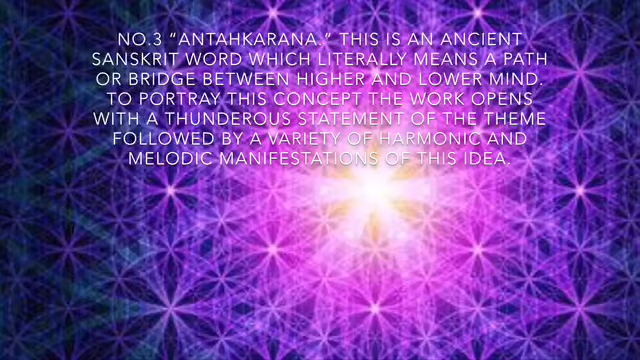 NO.3 “ANTAHKARANA.” THIS IS AN ANCIENT
SANSKRIT WORD WHICH LITERALLY MEANS A PATH
OR BRIDGE BETWEEN HIGHER AND LOWER MIND.
TO PORTRAY THIS CONCEPT THE WORK OPENS
WITH A THUNDEROUS STATEMENT OF THE THEME
FOLLOWED BY A VARIETY OF HARMONIC AND
MELODIC MANIFESTATIONS OF THIS IDEA.